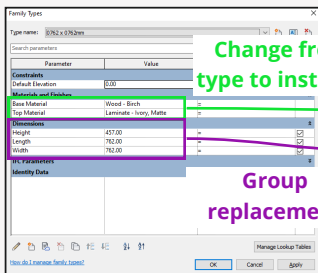 Family Types
Type name: 0762 x 0762mm
Search parameters
Parameter Value
Constraints
Default Elevation 0.00
Materials and Finishes
Base Material Wood - Birch =
Top Material Laminate - Ivory, Matte =
Dimensions
Height 457.00 =
Length 762.00 =
Width 762.00 =
IFC Parameters
Identity Data
Change fr
type to inst
Group
replaceme
Manage Lookup Tables
How do I manage family types?
OK Cancel Apply